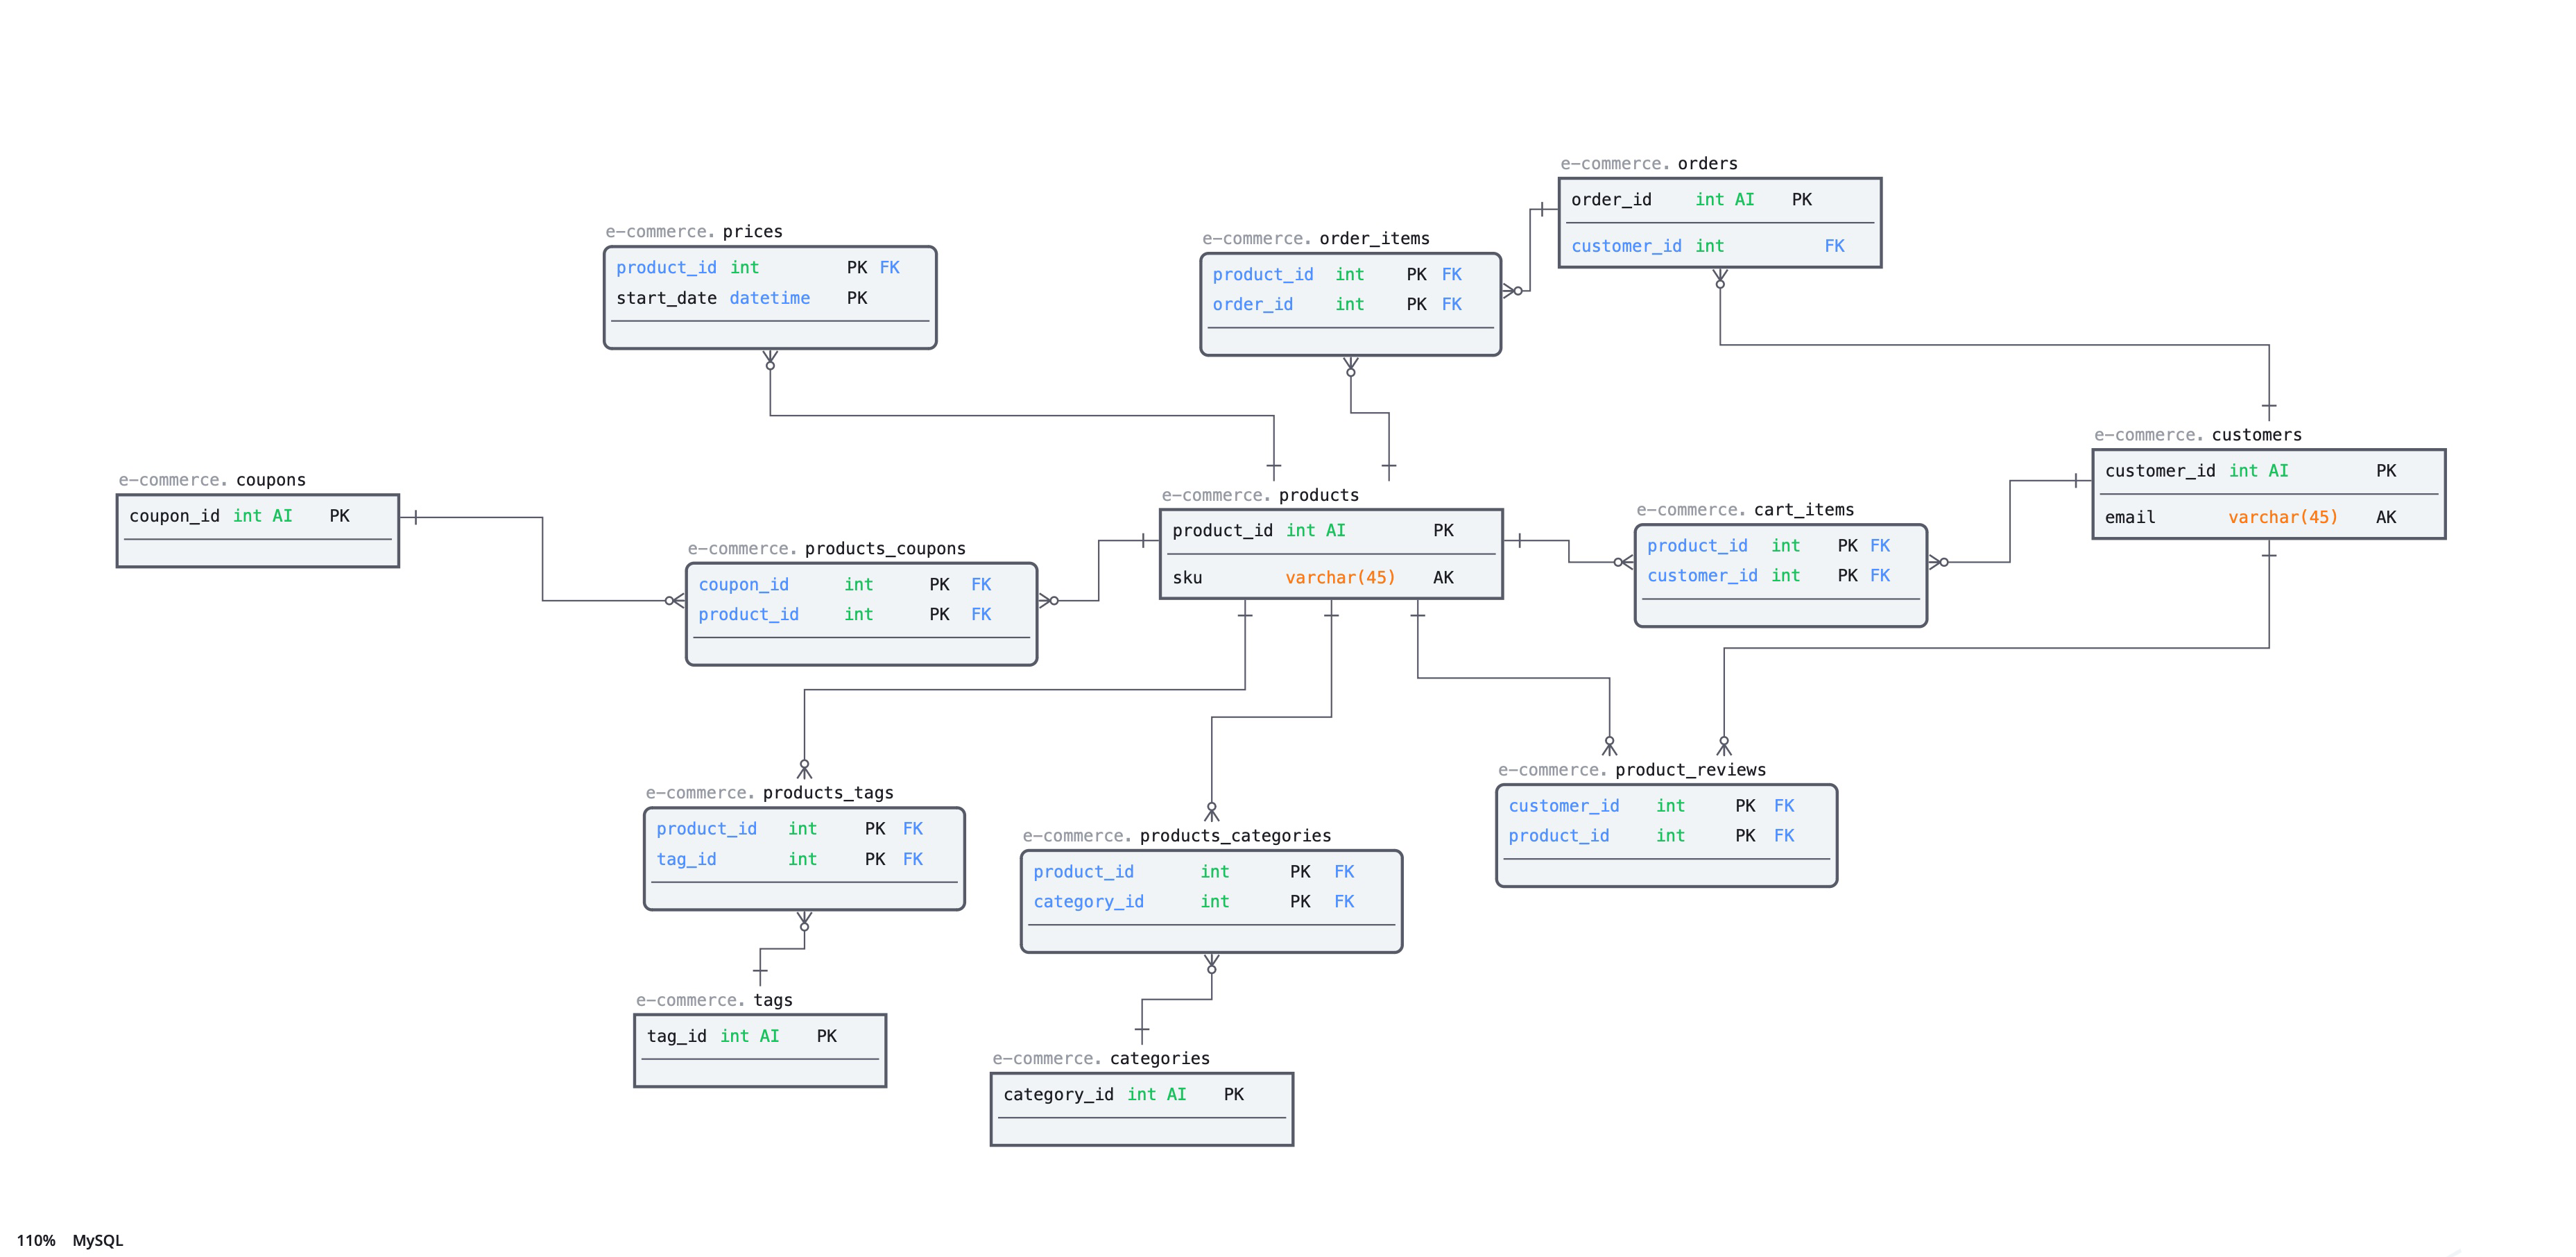 e-commerce. orders
order_id int AI PK
customer_id int FK
e-commerce. prices
product_id int PK FK
start_date datetime PK
e-commerce. order_items
product_id int PK FK
order_id int PK FK
e-commerce. customers
customer_id int AI PK
email varchar(45) AK
e-commerce. coupons
coupon_id int AI PK
e-commerce. products
product_id int AI PK
sku varchar(45) AK
e-commerce. cart_items
product_id int PK FK
customer_id int PK FK
e-commerce. products_coupons
coupon_id int PK FK
product_id int PK FK
e-commerce. product_reviews
customer_id int PK FK
product_id int PK FK
e-commerce. products_tags
product_id int PK FK
tag_id int PK FK
e-commerce. products_categories
product_id int PK FK
category_id int PK FK
e-commerce. tags
tag_id int AI PK
e-commerce. categories
category_id int AI PK
110% MySQL